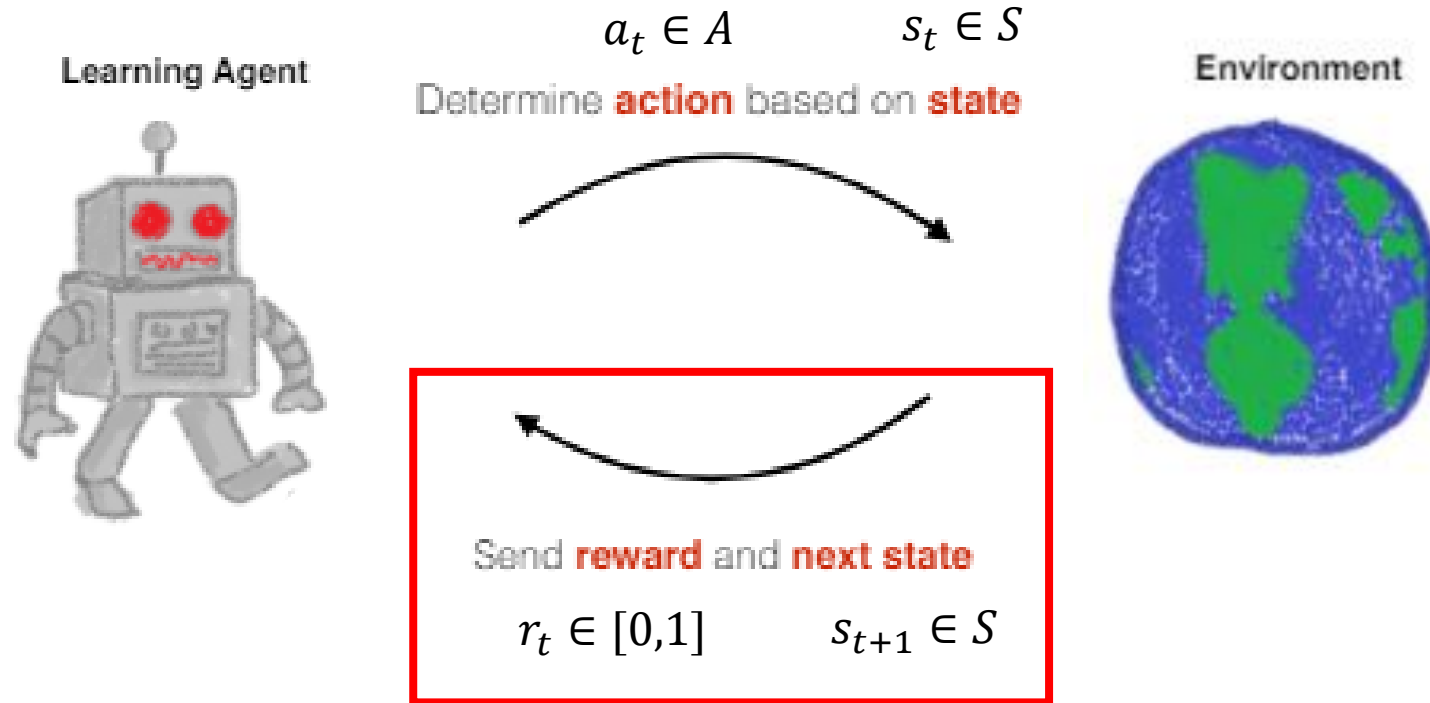 a_t ∈ A s_t ∈ S
Learning Agent
Environment
Determine action based on state
Send reward and next state
r_t ∈ [0,1] s_{t+1} ∈ S